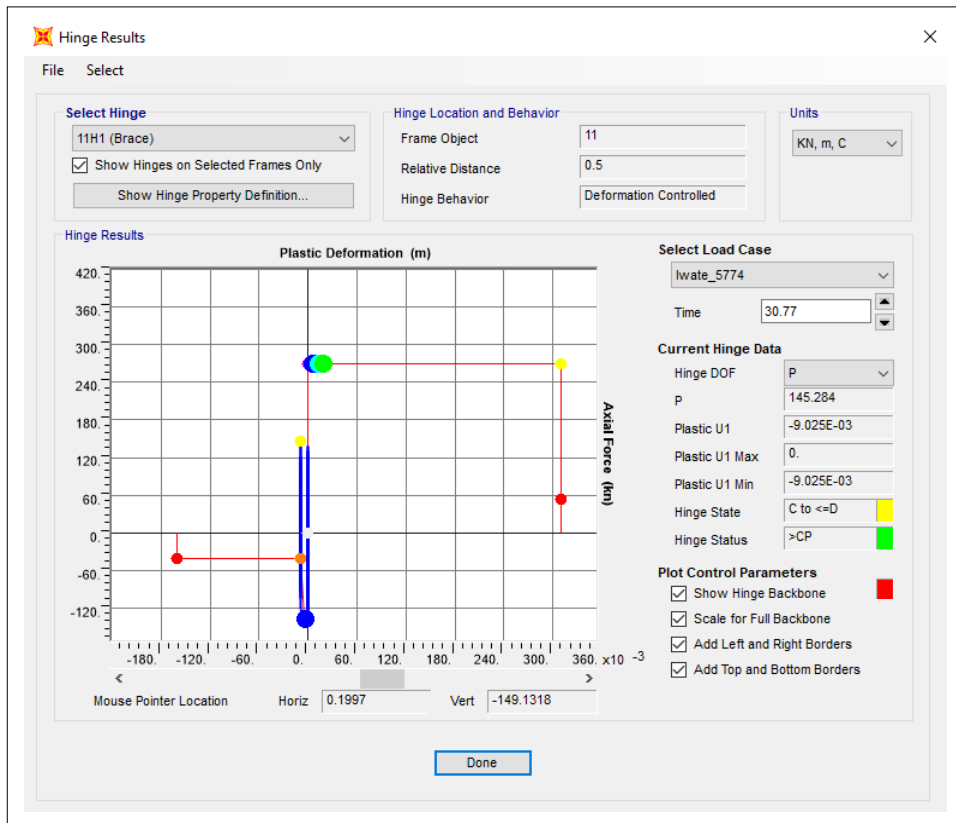 Hinge Results
File Select
Select Hinge
11H1 (Brace)
Show Hinges on Selected Frames Only
Show Hinge Property Definition...
Hinge Location and Behavior
Frame Object 11
Relative Distance 0.5
Hinge Behavior Deformation Controlled
Units
KN, m, C
Hinge Results
Plastic Deformation (m)
420.
360.
300.
240.
180.
120.
60.
0.
-60.
-120.
-180. -120. -60. 0. 60. 120. 180. 240. 300. 360. x10 -3
Axial Force (kn)
Mouse Pointer Location Horiz 0.1997 Vert -149.1318
Select Load Case
Iwate_5774
Time 30.77
Current Hinge Data
Hinge DOF P
P 145.284
Plastic U1 -9.025E-03
Plastic U1 Max 0.
Plastic U1 Min -9.025E-03
Hinge State C to <=D
Hinge Status >CP
Plot Control Parameters
Show Hinge Backbone
Scale for Full Backbone
Add Left and Right Borders
Add Top and Bottom Borders
Done